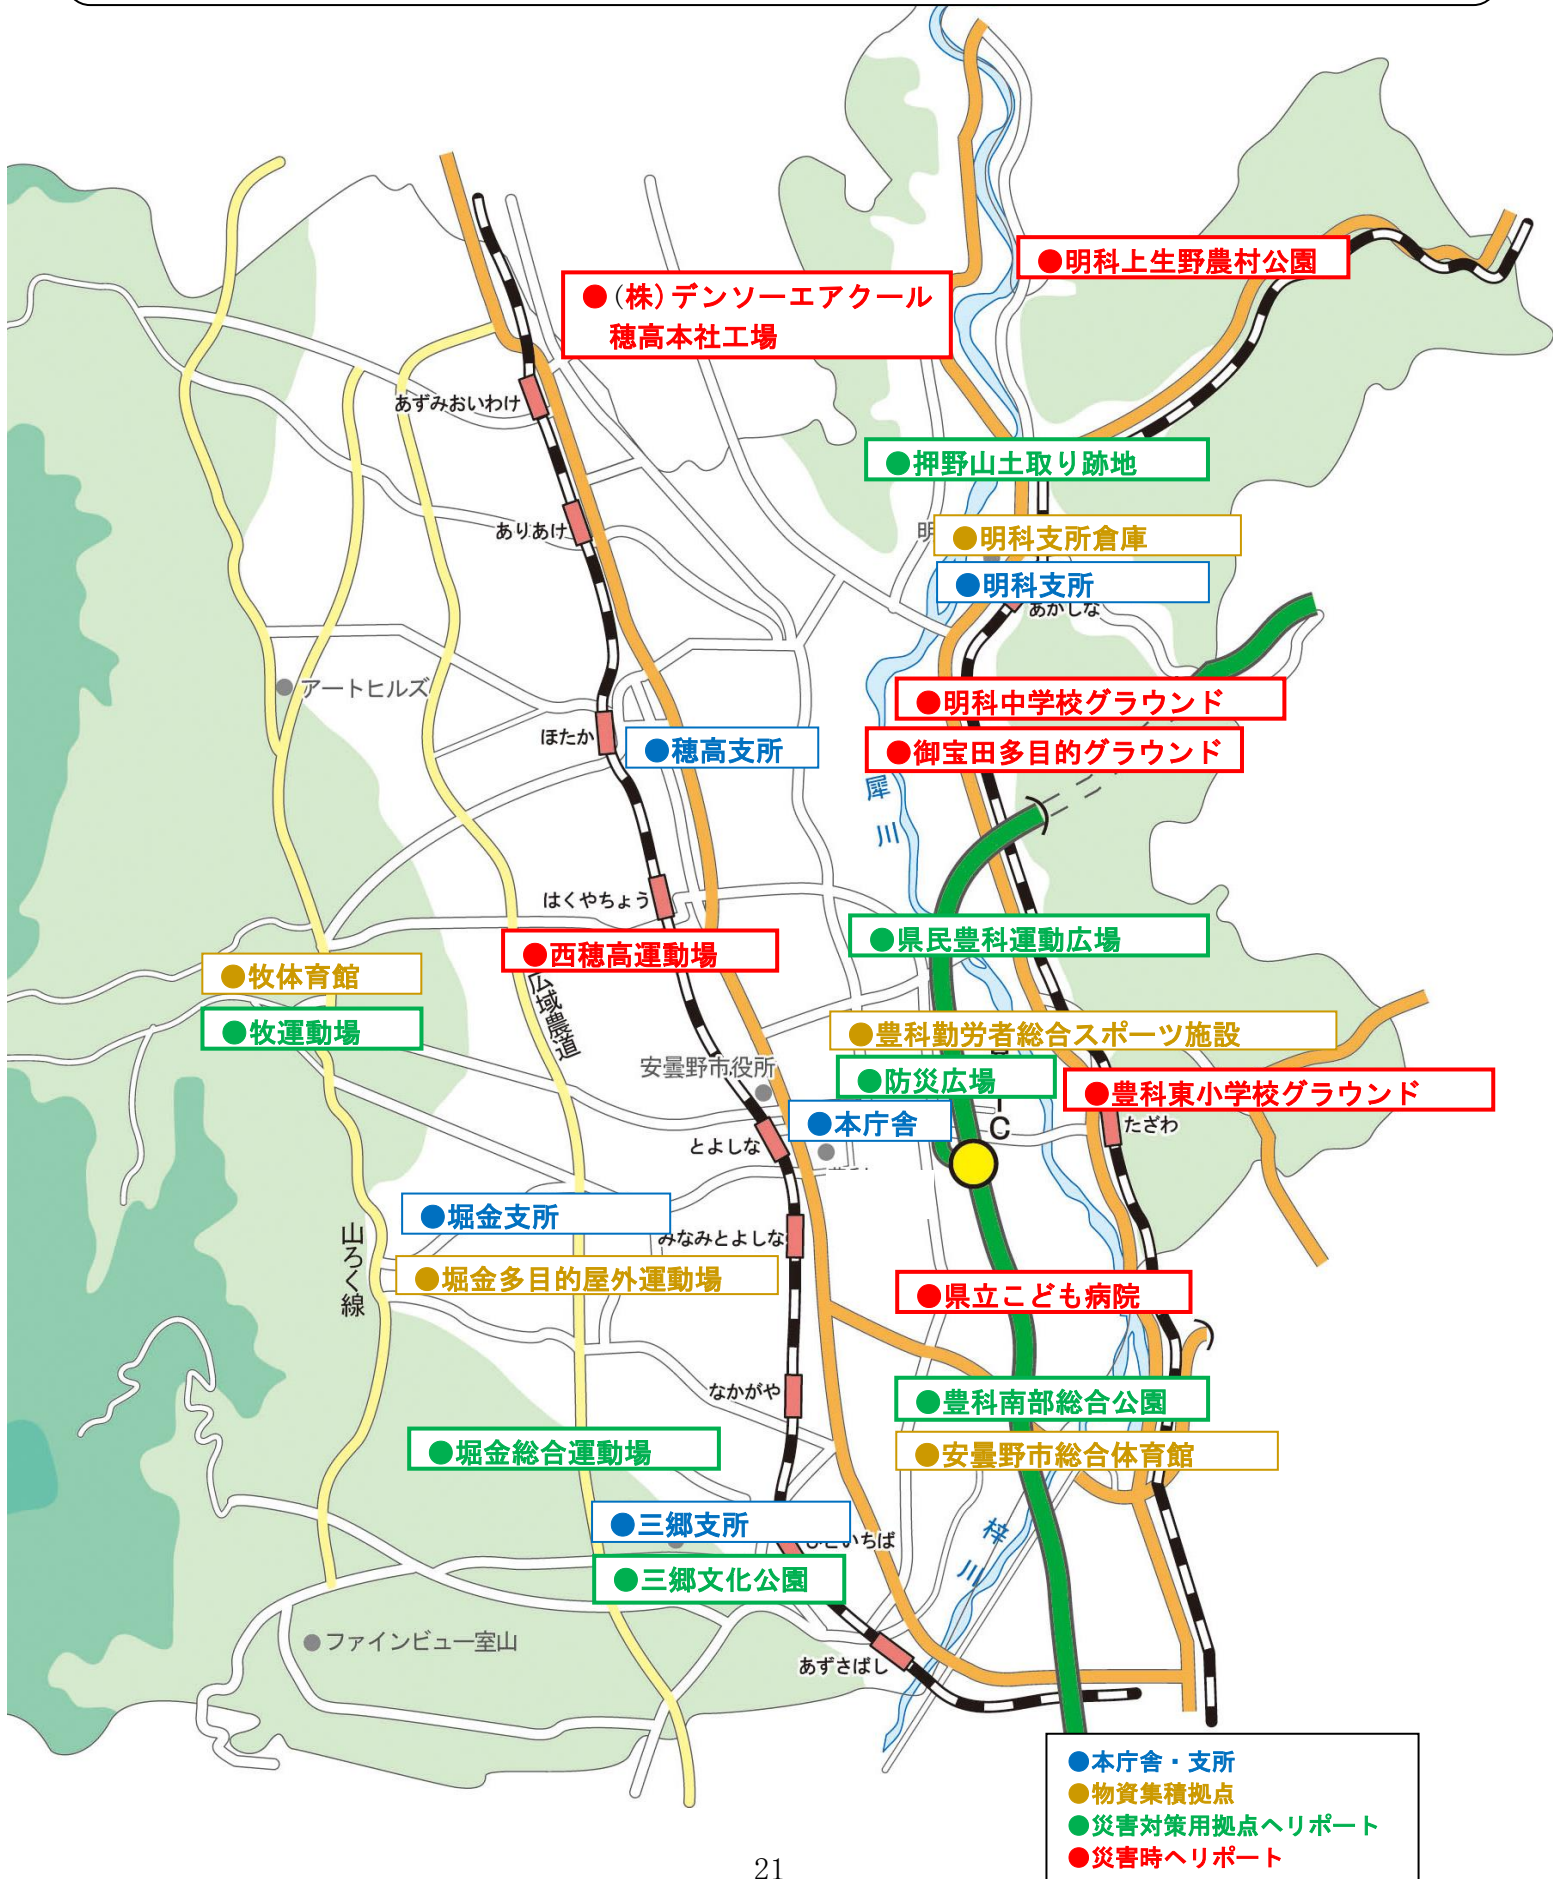 ●明科上生野農村公園
●(株)デンソーエアクール
穂高本社工場
あずみおいわけ
●押野山土取り跡地
ありあけ
明
●明科支所倉庫
●明科支所
あかしな
アートヒルズ
●明科中学校グラウンド
ほたか
●穂高支所
●御宝田多目的グラウンド
犀川
はくやちょう
●県民豊科運動広場
●西穂高運動場
●牧体育館
広域農道
●牧運動場
●豊科勤労者総合スポーツ施設
安曇野市役所
●防災広場
●豊科東小学校グラウンド
●本庁舎
C
たざわ
とよしな
●堀金支所
みなみとよしな
山ろく線
●堀金多目的屋外運動場
●県立こども病院
なかがや
●豊科南部総合公園
●堀金総合運動場
●安曇野市総合体育館
●三郷支所
いちば
梓川
●三郷文化公園
ファインビュー室山
あずさばし
●本庁舎・支所
●物資集積拠点
●災害対策用拠点ヘリポート
●災害時ヘリポート
21